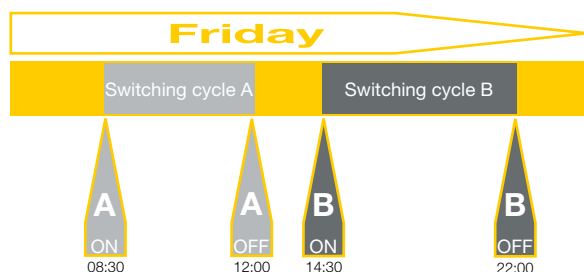 Friday
Switching cycle A Switching cycle B
A A B B
ON OFF ON OFF
08:30 12:00 14:30 22:00